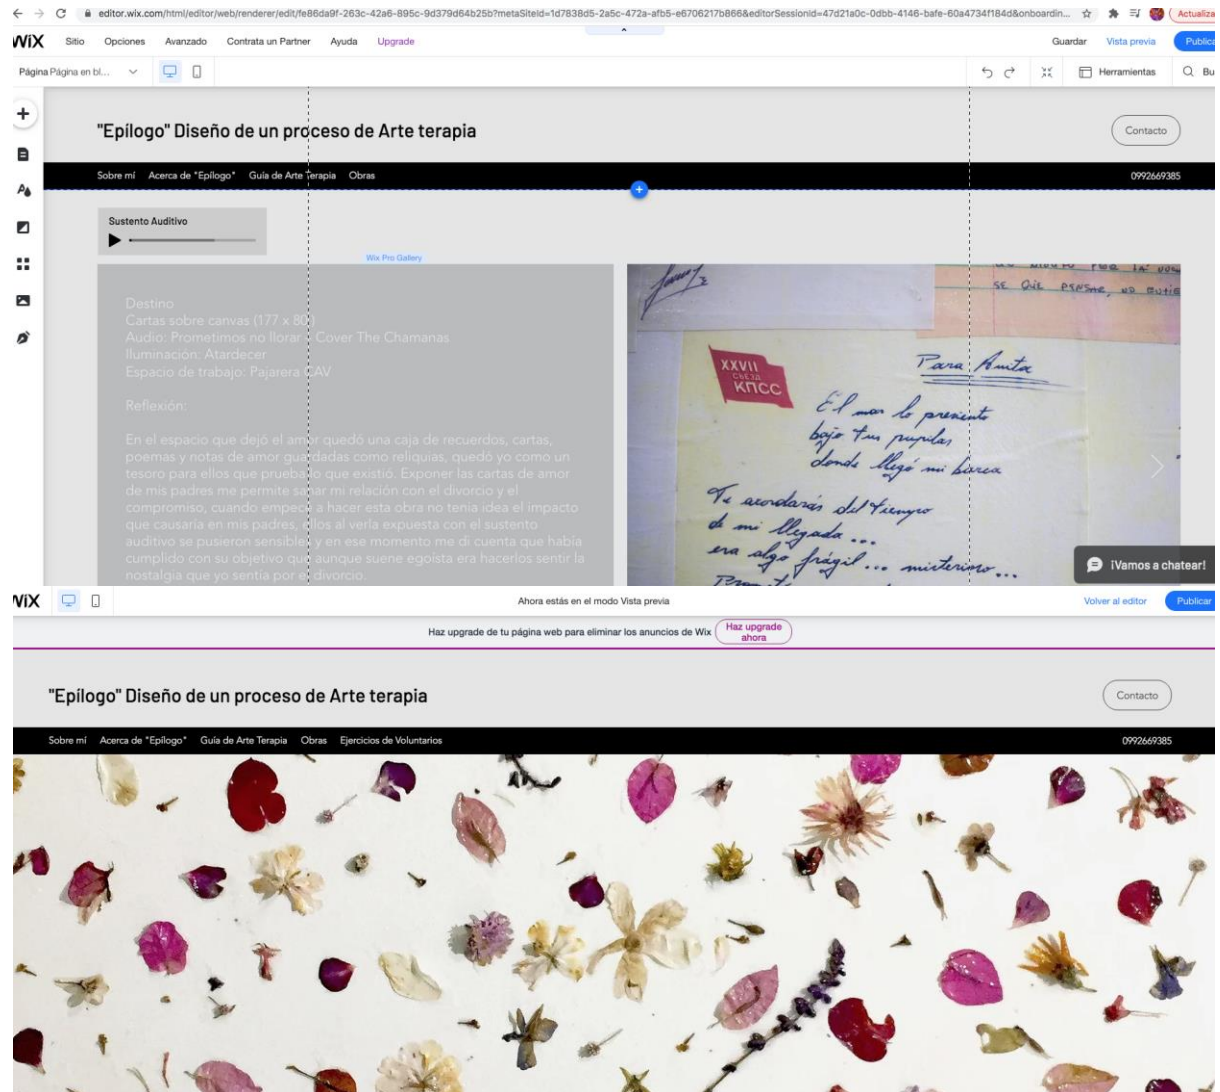 editor.wix.com/html/editor/web/renderer/edit/fe86da9f-263c-42a6-895c-9d379d64b25b?metaSiteId=1d7838d5-2a5c-472a-afb5-e6706217b866&editorSessionId=47d21a0c-0dbb-4146-bafe-60a4734f184d&onboardin... Actualiza
WiX Sitio Opciones Avanzado Contrata un Partner Ayuda Upgrade Guardar Vista previa Publica
Página Página en bl... Herramientas Bu
"Epílogo" Diseño de un proceso de Arte terapia Contacto
Sobre mí Acerca de "Epílogo" Guía de Arte Terapia Obras 0992669385
Sustento Auditivo
Wix Pro Gallery
Destino
Cartas sobre canvas (177 x 80)
Audio: Prometimos no llorar - Cover The Chamanas
Iluminación: Atardecer
Espacio de trabajo: Pajarera CAV
Reflexión:
En el espacio que dejó el amor quedó una caja de recuerdos, cartas,
poemas y notas de amor guardadas como reliquias, quedó yo como un
tesoro para ellos que prueba lo que existió. Exponer las cartas de amor
de mis padres me permite sanar mi relación con el divorcio y el
compromiso, cuando empecé a hacer esta obra no tenia idea el impacto
que causaría en mis padres, ellos al verla expuesta con el sustento
auditivo se pusieron sensibles y en ese momento me di cuenta que había
cumplido con su objetivo que aunque suene egoísta era hacerlos sentir la
nostalgia que yo sentía por el divorcio
SE QUE PENSAR, NO
XXVII
СЪЕЗД
КПСС
Para Anita
El mar lo presiento
bajo tus pupilas
donde llegó mi barca
Tu acordarás del tiempo
de mi llegada ...
era algo frágil ... misterioso ...
¡Vamos a chatear!
WiX Ahora estás en el modo Vista previa Volver al editor Publicar
Haz upgrade de tu página web para eliminar los anuncios de Wix Haz upgrade
ahora
"Epílogo" Diseño de un proceso de Arte terapia Contacto
Sobre mí Acerca de "Epílogo" Guía de Arte Terapia Obras Ejercicios de Voluntarios 0992669385